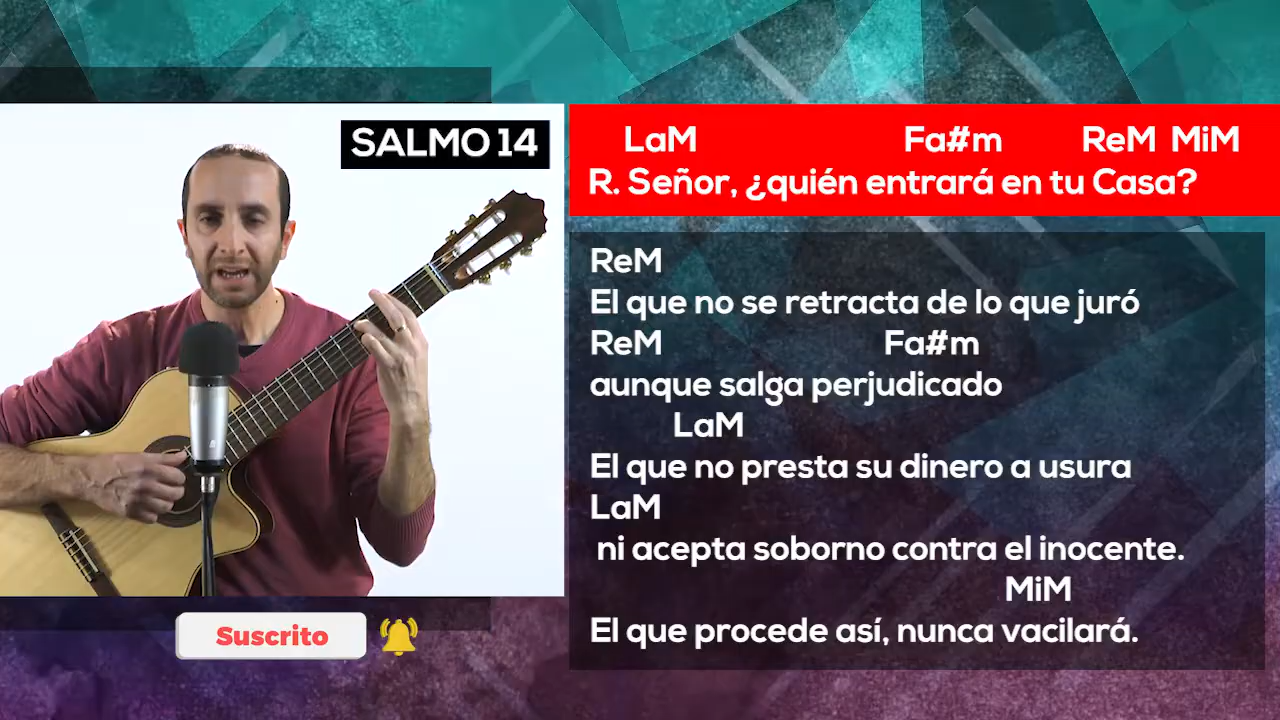 SALMO 14
LaM Fa#m ReM MiM
R. Señor, ¿quién entrará en tu Casa?
ReM
El que no se retracta de lo que juró
ReM Fa#m
aunque salga perjudicado
LaM
El que no presta su dinero a usura
LaM
ni acepta soborno contra el inocente.
MiM
El que procede así, nunca vacilará.
Suscrito